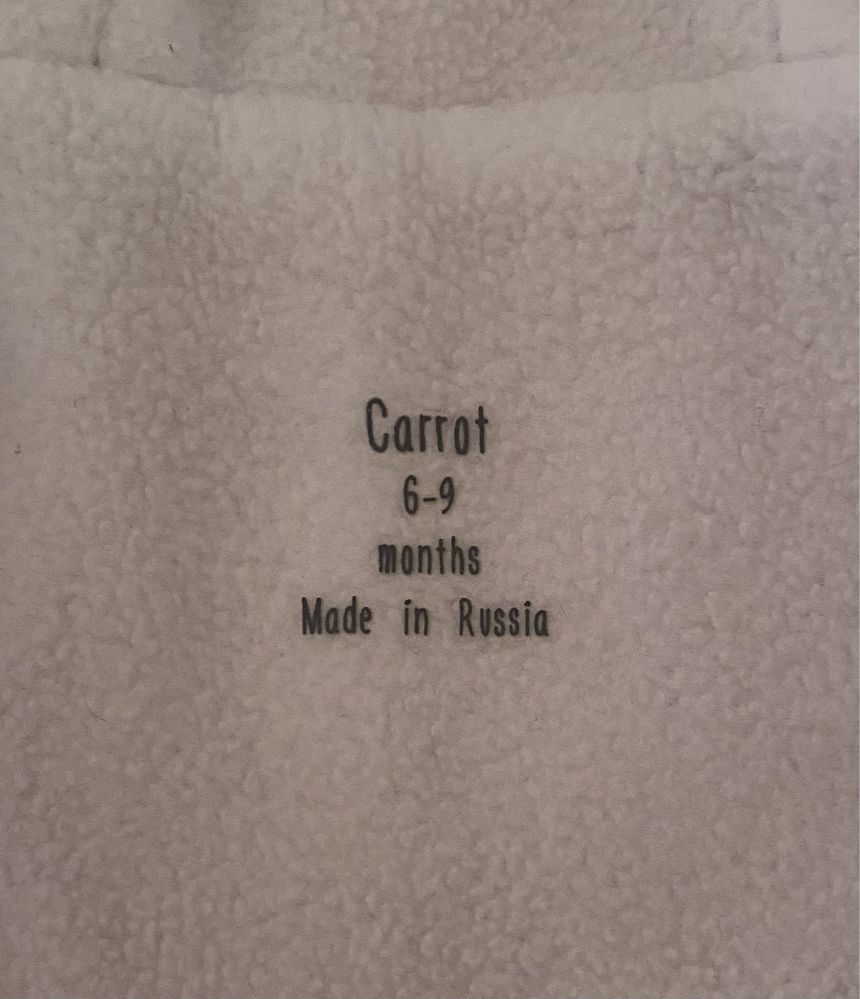 Carrot
6-9
months
Made in Russia